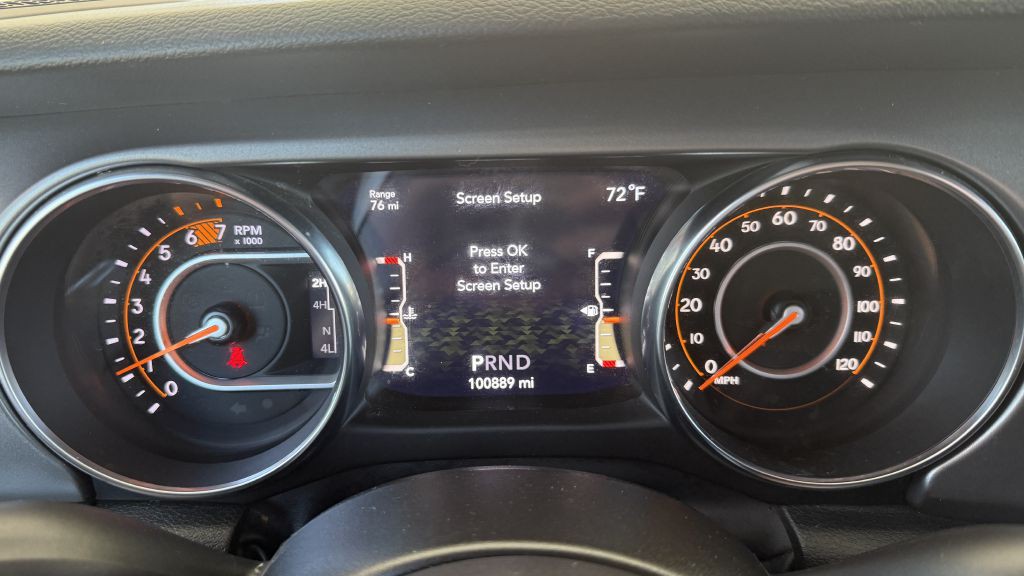 7
6
5
4
3
2
1
0
RPM
x 1000
2H
4H
N
4L
Range
76 mi
Screen Setup
72°F
H
C
Press OK
to Enter
Screen Setup
F
E
PRND
100889 mi
0
10
20
30
40
50
60
70
80
90
100
110
120
MPH